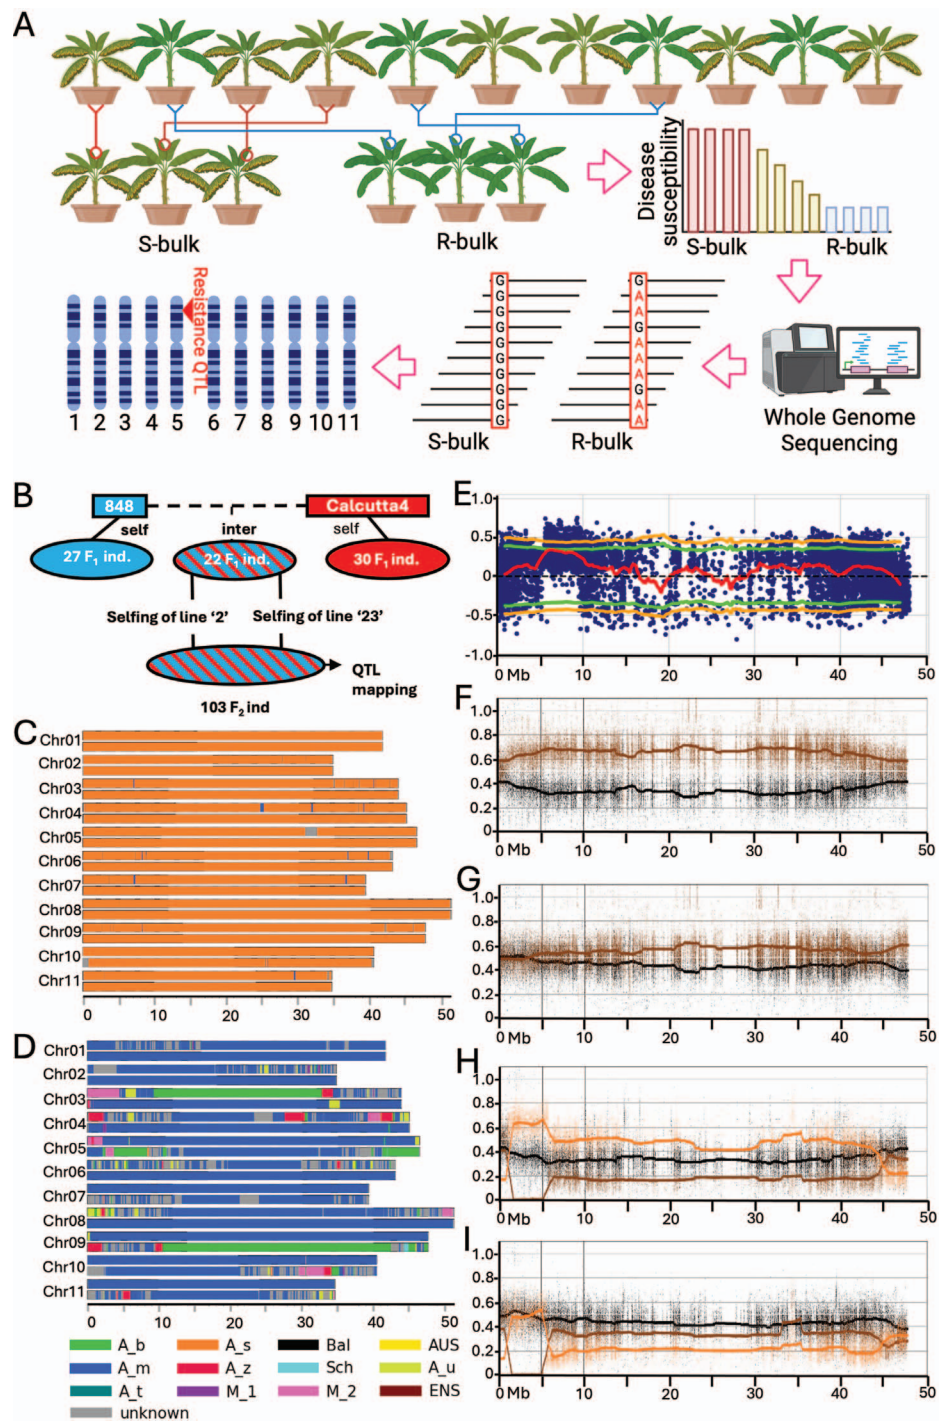 A
S-bulk
R-bulk
Disease
susceptibility
S-bulk
R-bulk
Resistance QTL
1 2 3 4 5 6 7 8 9 10 11
G
G
G
G
G
G
G
G
G
G
S-bulk
G
A
A
G
A
A
A
G
A
A
R-bulk
Whole Genome
Sequencing
B
848
Calcutta4
self
inter
self
27 F1 ind.
22 F1 ind.
30 F1 ind.
Selfing of line '2'
Selfing of line '23'
QTL
mapping
103 F2 ind
C
Chr01
Chr02
Chr03
Chr04
Chr05
Chr06
Chr07
Chr08
Chr09
Chr10
Chr11
0 10 20 30 40 50
D
Chr01
Chr02
Chr03
Chr04
Chr05
Chr06
Chr07
Chr08
Chr09
Chr10
Chr11
0 10 20 30 40 50
A_b A_s Bal AUS
A_m A_z Sch A_u
A_t M_1 M_2 ENS
unknown
E
1.0
0.5
0
-0.5
-1.0
0 Mb 10 20 30 40 50
F
1.0
0.8
0.6
0.4
0.2
0
0 Mb 10 20 30 40 50
G
1.0
0.8
0.6
0.4
0.2
0
0 Mb 10 20 30 40 50
H
1.0
0.8
0.6
0.4
0.2
0
0 Mb 10 20 30 40 50
I
1.0
0.8
0.6
0.4
0.2
0
0 Mb 10 20 30 40 50